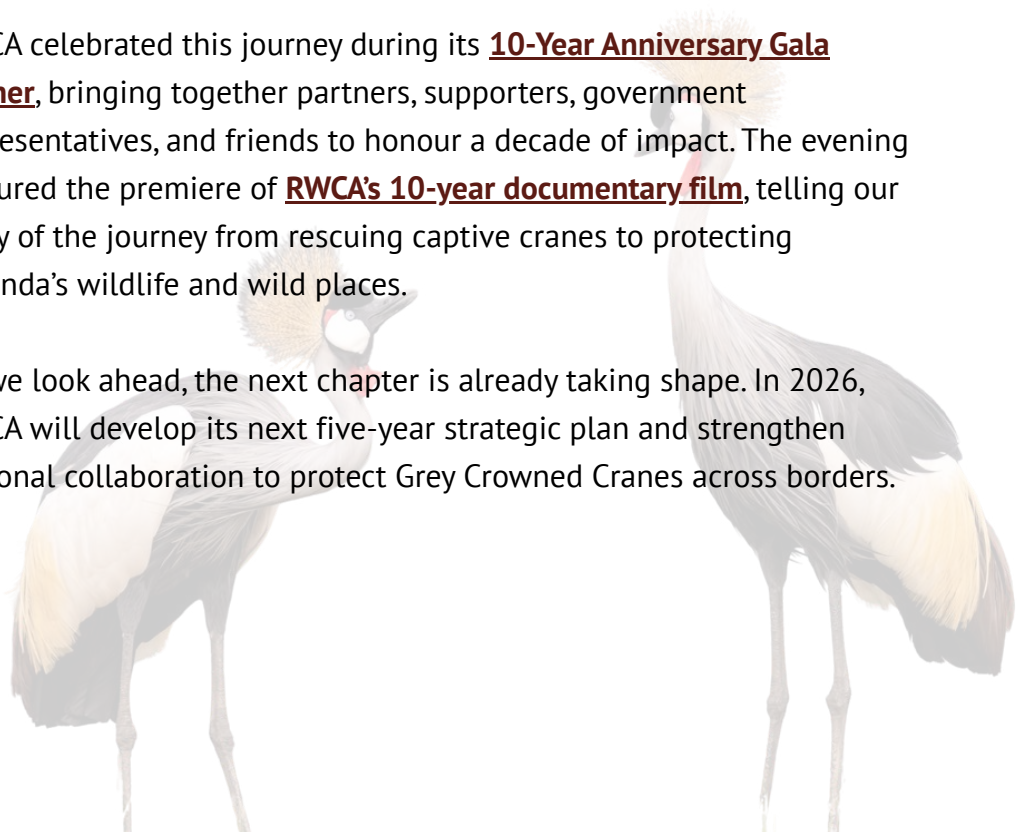 CA celebrated this journey during its 10-Year Anniversary Gala
ner, bringing together partners, supporters, government
esentatives, and friends to honour a decade of impact. The evening
ured the premiere of RWCA’s 10-year documentary film, telling our
y of the journey from rescuing captive cranes to protecting
nda’s wildlife and wild places.
we look ahead, the next chapter is already taking shape. In 2026,
CA will develop its next five-year strategic plan and strengthen
onal collaboration to protect Grey Crowned Cranes across borders.